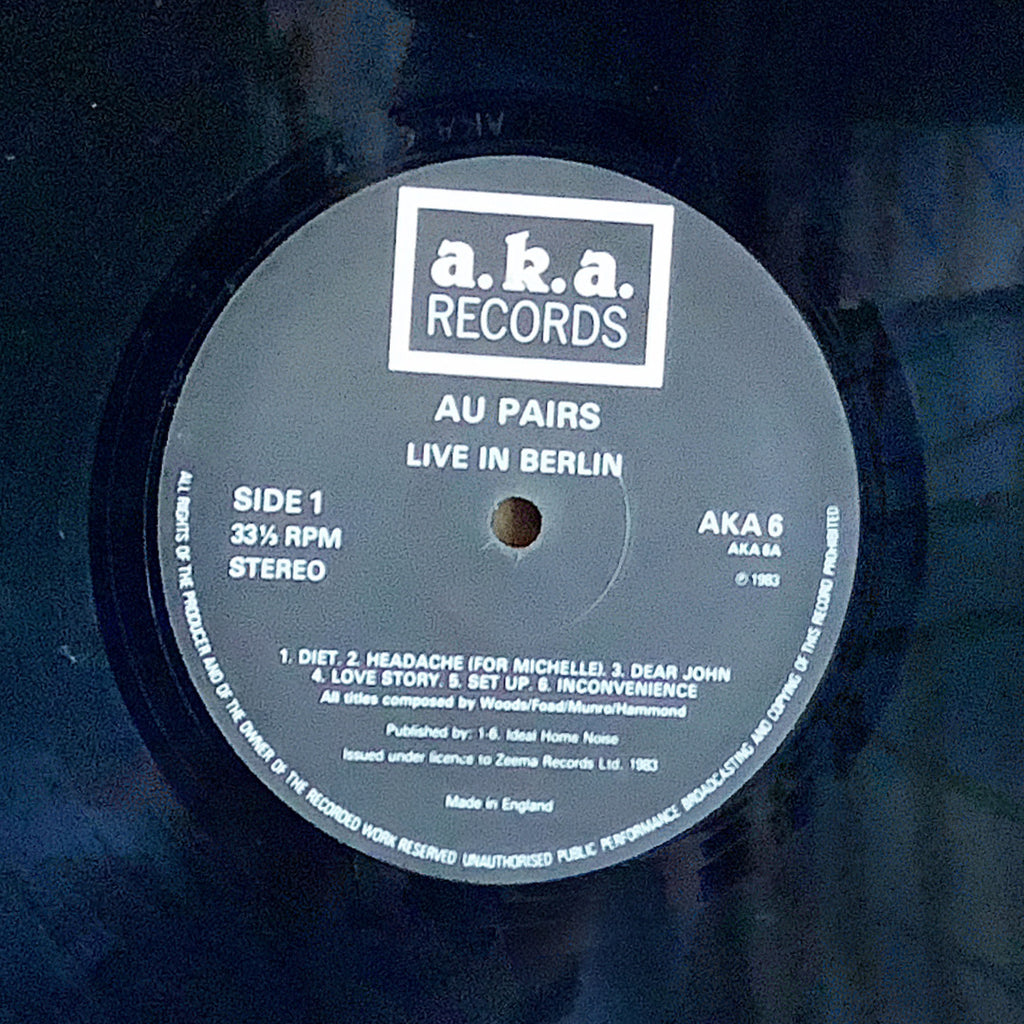 AKA 6
a.k.a.
RECORDS
AU PAIRS
LIVE IN BERLIN
SIDE 1
33⅓ RPM
STEREO
AKA 6
AKA 6A
℗ 1983
1. DIET. 2. HEADACHE (FOR MICHELLE). 3. DEAR JOHN
4. LOVE STORY. 5. SET UP. 6. INCONVENIENCE
All titles composed by Woods/Foad/Munro/Hammond
Published by: 1-6. Ideal Home Noise
Issued under licence to Zeema Records Ltd. 1983
Made in England
ALL RIGHTS OF THE PRODUCER AND OF THE OWNER OF THE RECORDED WORK RESERVED UNAUTHORISED PUBLIC PERFORMANCE BROADCASTING AND COPYING OF THIS RECORD PROHIBITED